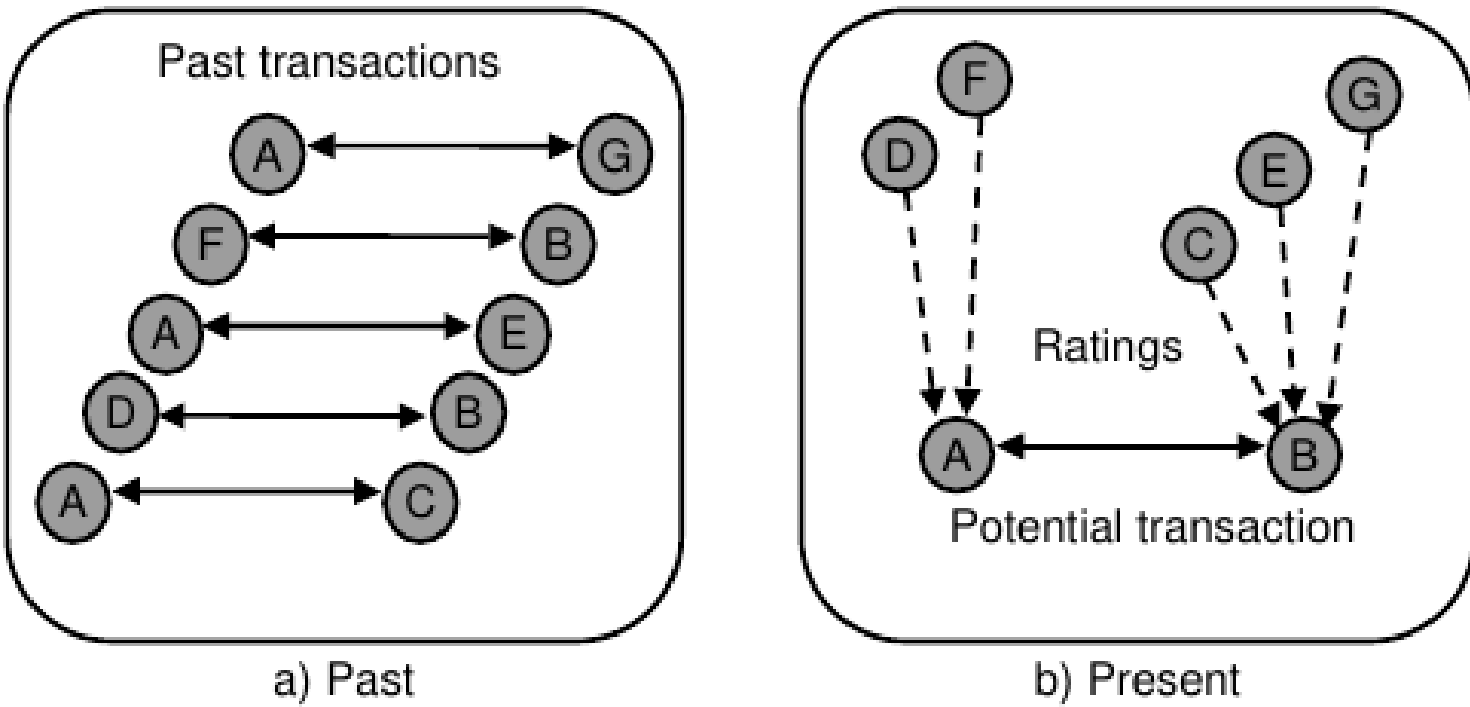 Past transactions
A G
F B
A E
D B
A C
a) Past
F
G
D
E
C
Ratings
A B
Potential transaction
b) Present